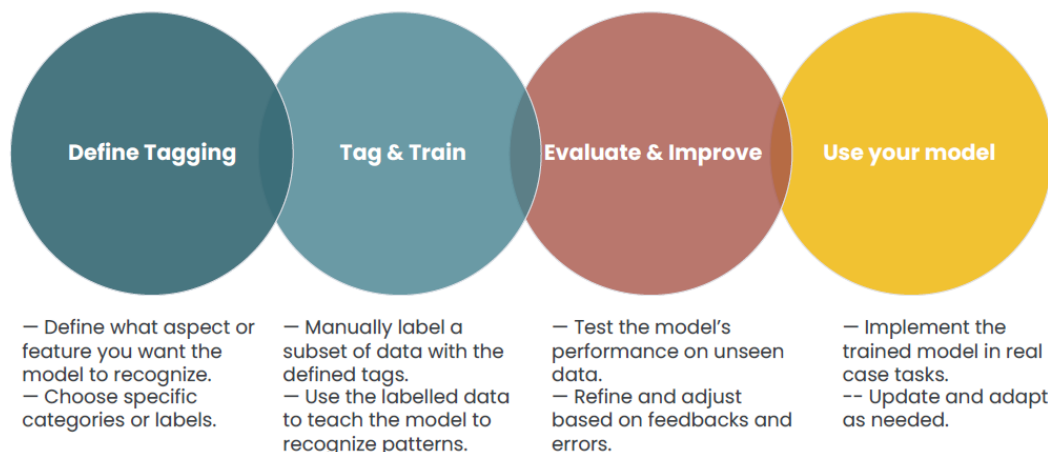 Define Tagging
Tag & Train
Evaluate & Improve
Use your model
— Define what aspect or
feature you want the
model to recognize.
— Choose specific
categories or labels.
— Manually label a
subset of data with the
defined tags.
— Use the labelled data
to teach the model to
recognize patterns.
— Test the model’s
performance on unseen
data.
— Refine and adjust
based on feedbacks and
errors.
— Implement the
trained model in real
case tasks.
-- Update and adapt
as needed.